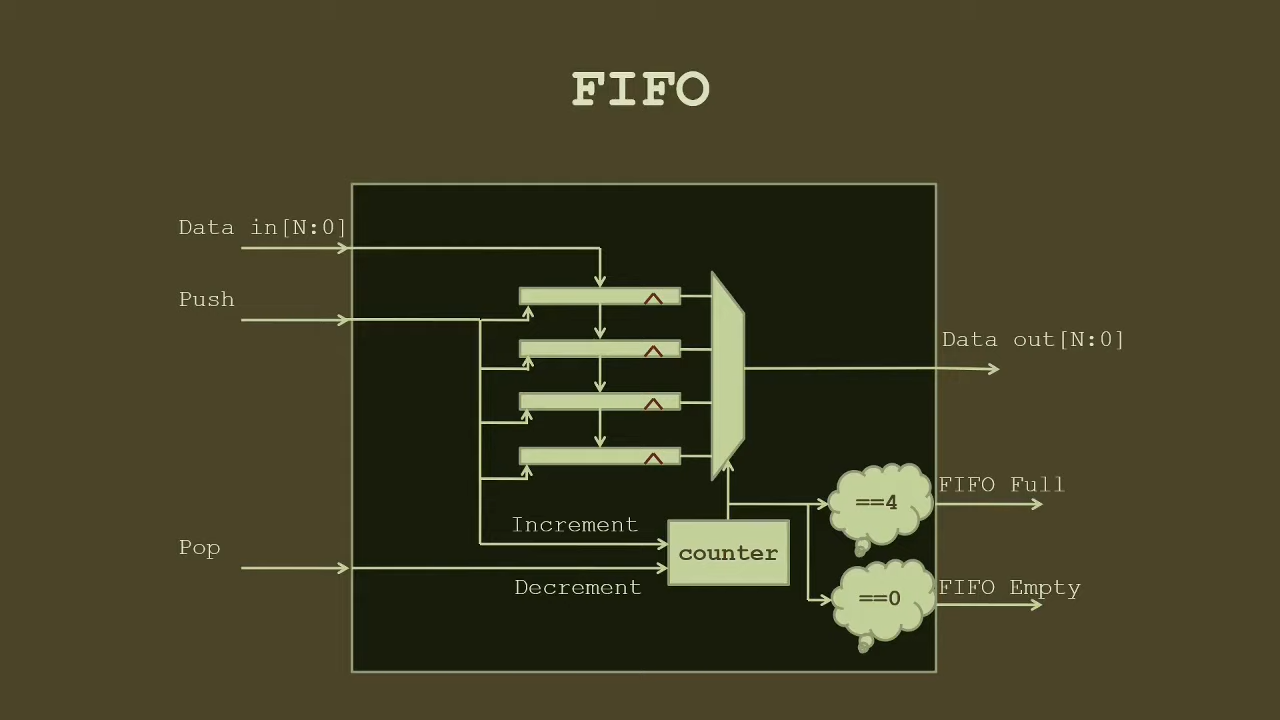 FIFO
Data in[N:0]
Push
Data out[N:0]
FIFO Full
==4
Increment
counter
Pop
Decrement
FIFO Empty
==0